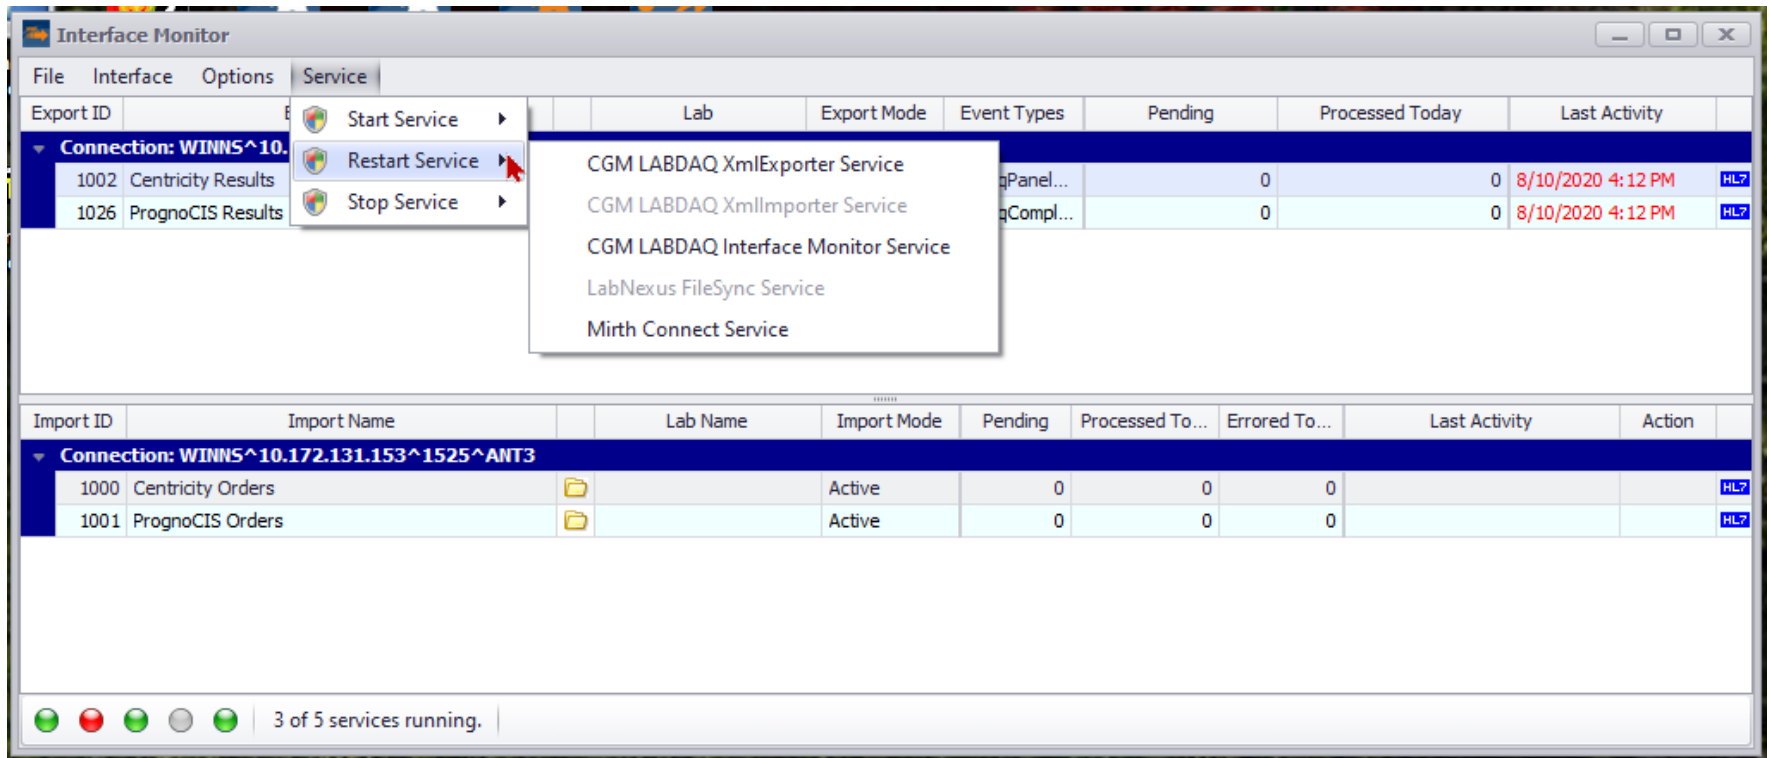 Interface Monitor
File Interface Options Service
Export ID Lab Export Mode Event Types Pending Processed Today Last Activity
Start Service
Connection: WINNS^10.
Restart Service
CGM LABDAQ XmlExporter Service
1002 Centricity Results qPanel... 0 0 8/10/2020 4:12 PM HL7
Stop Service
CGM LABDAQ XmlImporter Service
1026 PrognoCIS Results qCompl... 0 0 8/10/2020 4:12 PM HL7
CGM LABDAQ Interface Monitor Service
LabNexus FileSync Service
Mirth Connect Service
Import ID Import Name Lab Name Import Mode Pending Processed To... Errored To... Last Activity Action
Connection: WINNS^10.172.131.153^1525^ANT3
1000 Centricity Orders Active 0 0 0 HL7
1001 PrognoCIS Orders Active 0 0 0 HL7
3 of 5 services running.